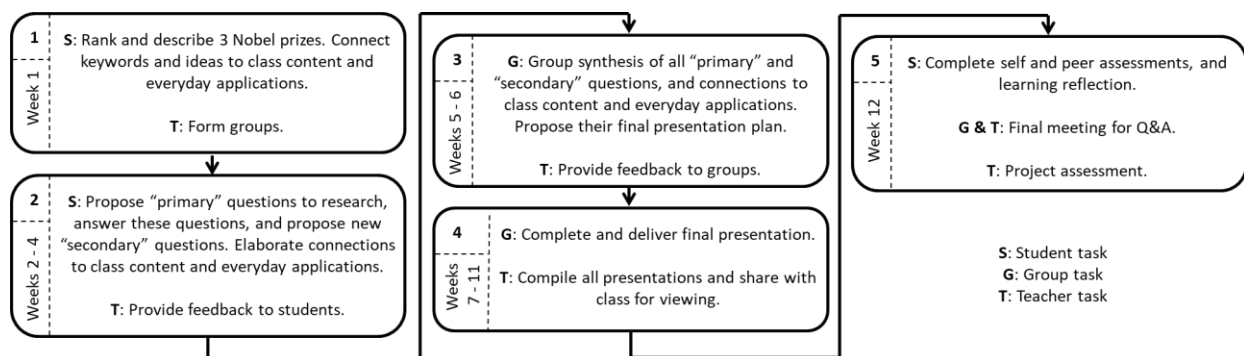 1
Week 1
S: Rank and describe 3 Nobel prizes. Connect
keywords and ideas to class content and
everyday applications.
T: Form groups.
2
Weeks 2 - 4
S: Propose “primary” questions to research,
answer these questions, and propose new
“secondary” questions. Elaborate connections
to class content and everyday applications.
T: Provide feedback to students.
3
Weeks 5 - 6
G: Group synthesis of all “primary” and
“secondary” questions, and connections to
class content and everyday applications.
Propose their final presentation plan.
T: Provide feedback to groups.
4
Weeks
7 - 11
G: Complete and deliver final presentation.
T: Compile all presentations and share with
class for viewing.
5
Week 12
S: Complete self and peer assessments, and
learning reflection.
G & T: Final meeting for Q&A.
T: Project assessment.
S: Student task
G: Group task
T: Teacher task